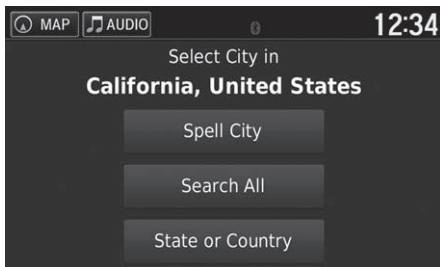 MAP AUDIO 12:34
Select City in
California, United States
Spell City
Search All
State or Country